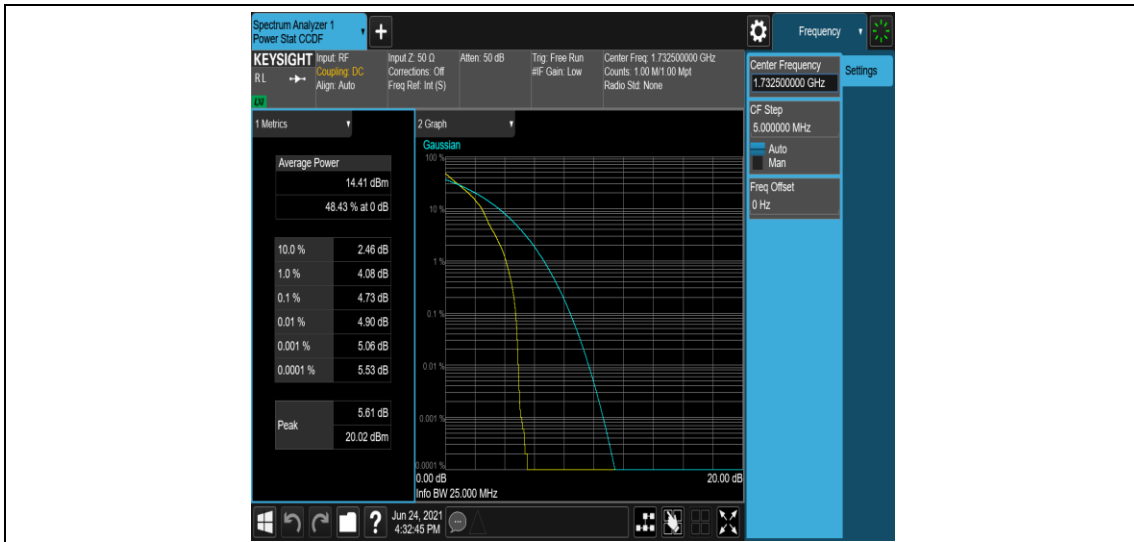 Spectrum Analyzer 1
Power Stat CCDF
Frequency
KEYSIGHT
RL
Input: RF
Coupling: DC
Align: Auto
Input Z: 50 Ω
Corrections: Off
Freq Ref: Int (S)
Atten: 50 dB
Trig: Free Run
#IF Gain: Low
Center Freq: 1.732500000 GHz
Counts: 1.00 M/1.00 Mpt
Radio Std: None
Center Frequency
1.732500000 GHz
Settings
CF Step
5.000000 MHz
Auto
Man
Freq Offset
0 Hz
1 Metrics
Average Power
14.41 dBm
48.43 % at 0 dB
10.0 % 2.46 dB
1.0 % 4.08 dB
0.1 % 4.73 dB
0.01 % 4.90 dB
0.001 % 5.06 dB
0.0001 % 5.53 dB
Peak
5.61 dB
20.02 dBm
2 Graph
Gaussian
100 %
10 %
1 %
0.1 %
0.01 %
0.001 %
0.0001 %
0.00 dB 20.00 dB
Info BW 25.000 MHz
?
Jun 24, 2021
4:32:45 PM